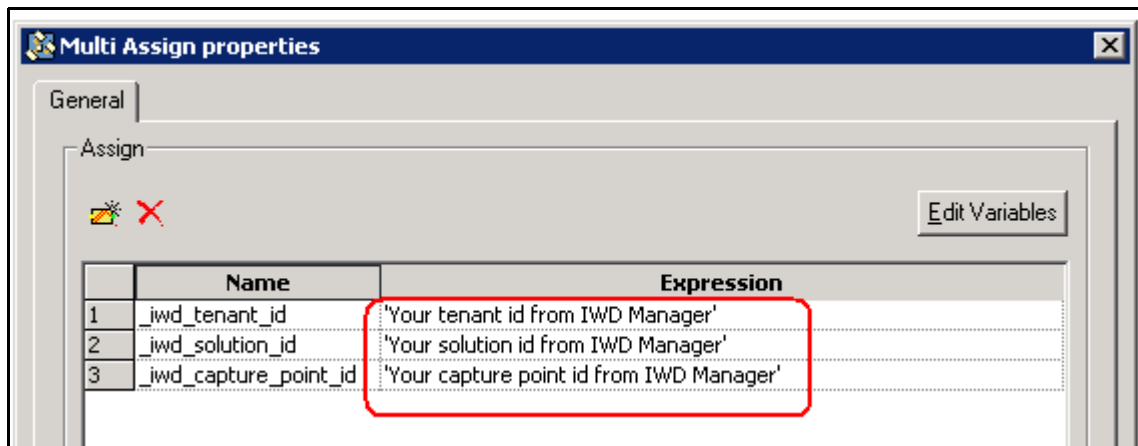 Multi Assign properties
General
Assign
Edit Variables
Name Expression
1 _iwd_tenant_id 'Your tenant id from IWD Manager'
2 _iwd_solution_id 'Your solution id from IWD Manager'
3 _iwd_capture_point_id 'Your capture point id from IWD Manager'